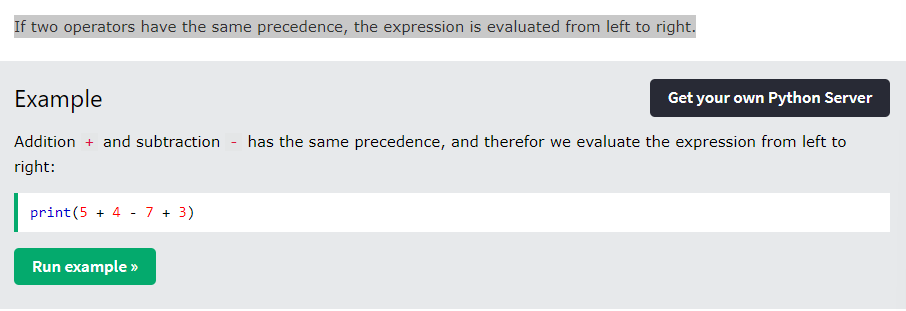 If two operators have the same precedence, the expression is evaluated from left to right.
Example
Get your own Python Server
Addition + and subtraction - has the same precedence, and therefor we evaluate the expression from left to
right:
print(5 + 4 - 7 + 3)
Run example »